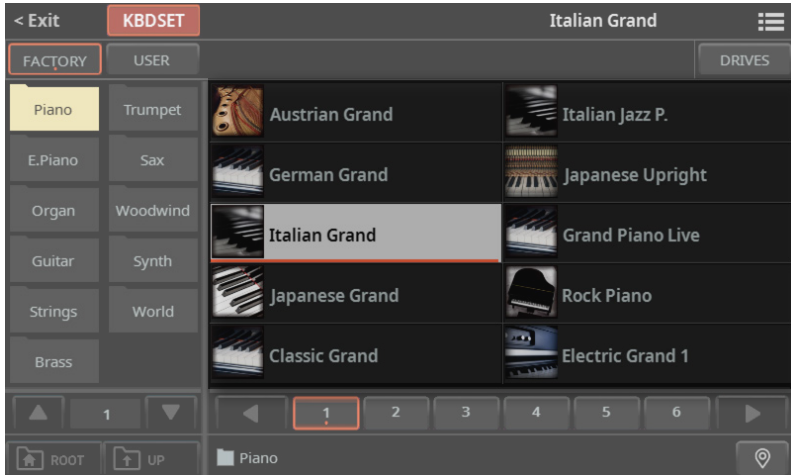 < Exit KBDSET Italian Grand
FACTORY USER DRIVES
Piano Trumpet
E.Piano Sax
Organ Woodwind
Guitar Synth
Strings World
Brass
1
ROOT UP
Austrian Grand Italian Jazz P.
German Grand Japanese Upright
Italian Grand Grand Piano Live
Japanese Grand Rock Piano
Classic Grand Electric Grand 1
1 2 3 4 5 6
Piano